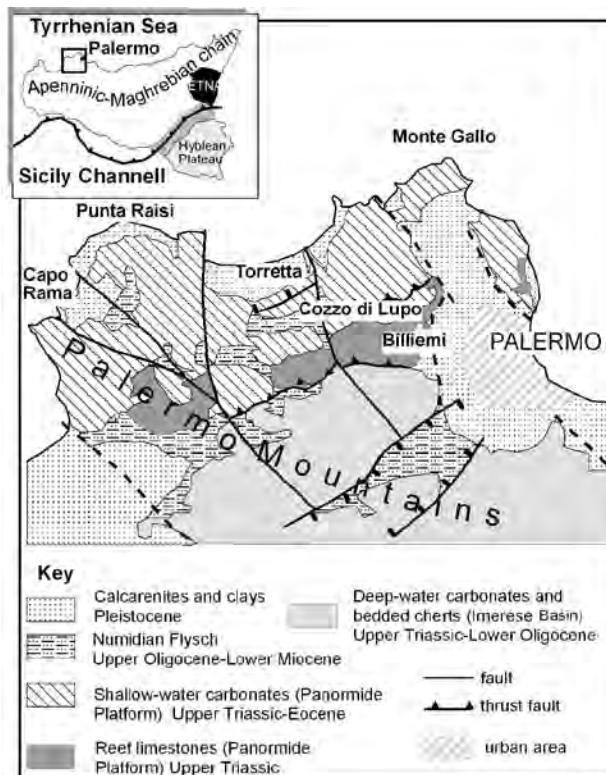 Tyrrhenian Sea
Palermo
Apenninic-Maghrebian chain
ETNA
Hyblean
Plateau
Sicily Channell
Monte Gallo
Punta Raisi
Capo
Rama
Torretta
Cozzo di Lupo
Billiemi
PALERMO
Palermo Mountains
Key
Calcarenites and clays
Pleistocene
Numidian Flysch
Upper Oligocene-Lower Miocene
Shallow-water carbonates (Panormide
Platform) Upper Triassic-Eocene
Reef limestones (Panormide
Platform) Upper Triassic
Deep-water carbonates and
bedded cherts (Imerese Basin)
Upper Triassic-Lower Oligocene
fault
thrust fault
urban area